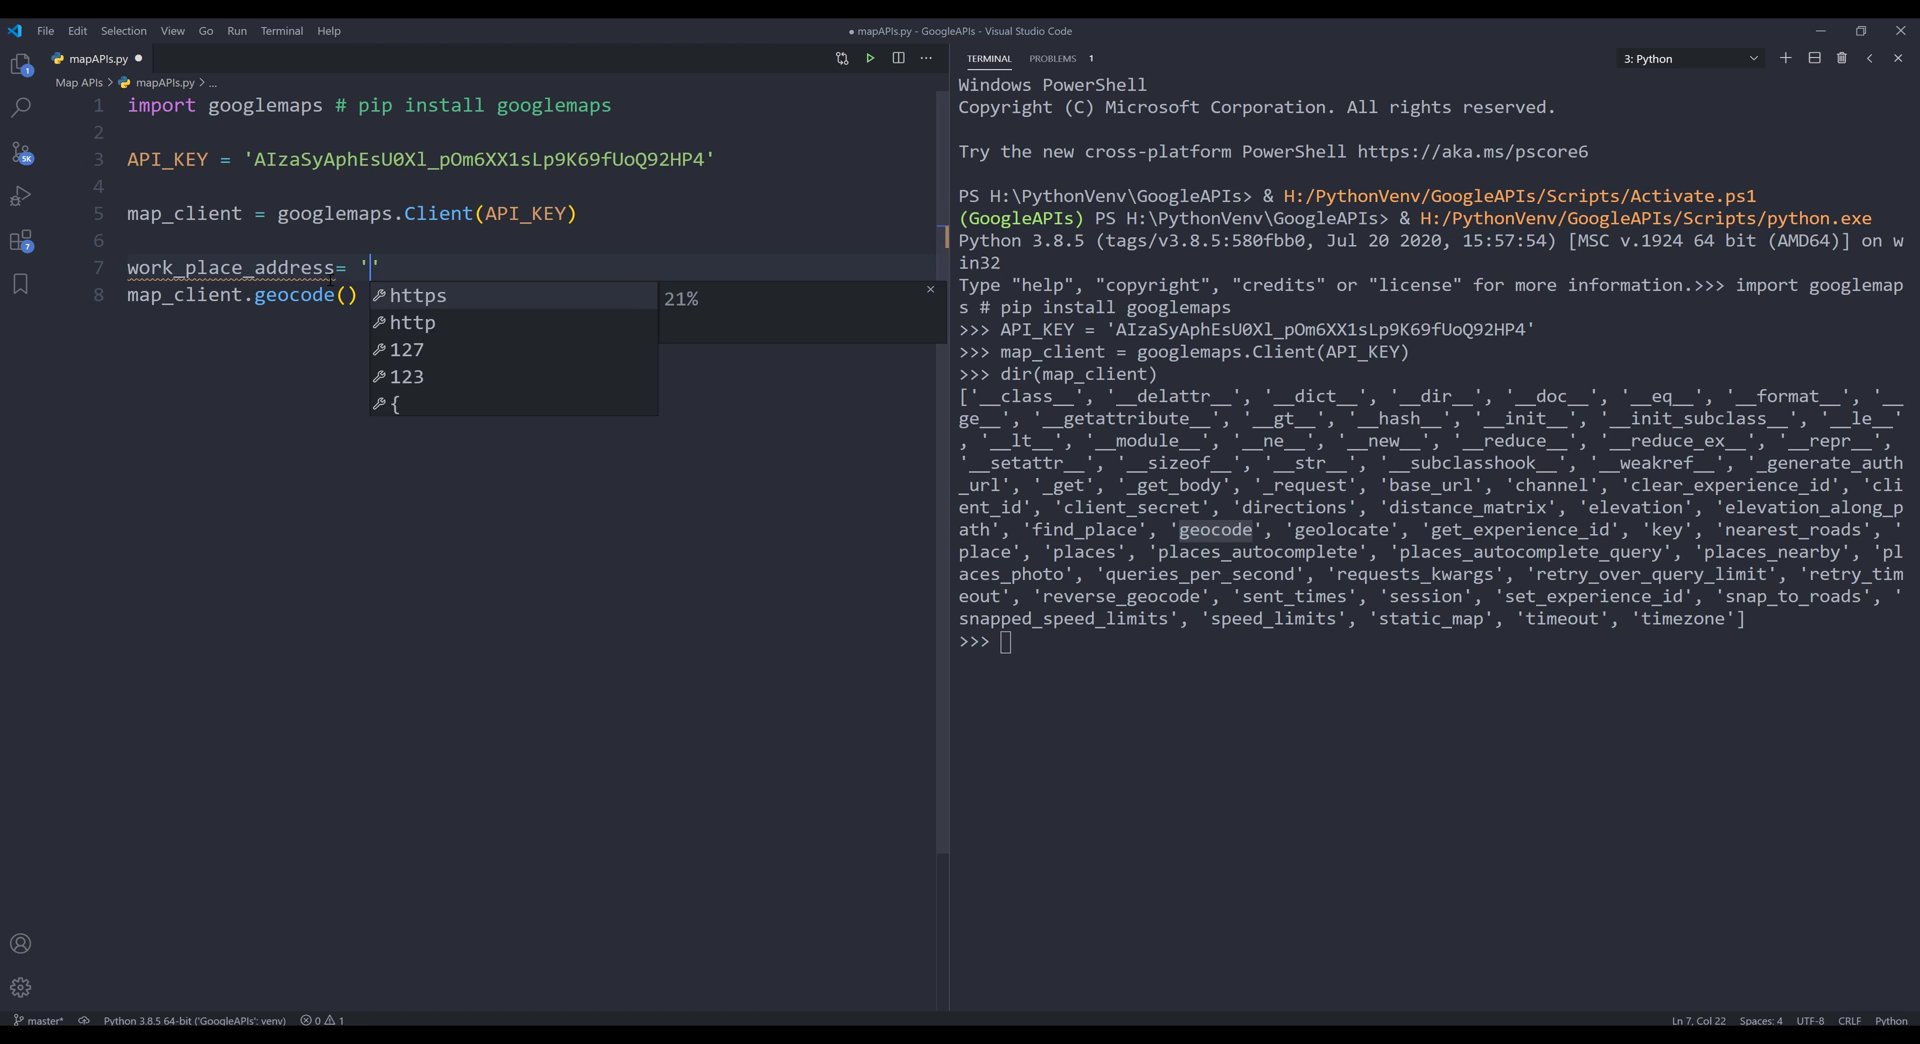 File Edit Selection View Go Run Terminal Help
● mapAPIs.py - GoogleAPIs - Visual Studio Code
mapAPIs.py ●
TERMINAL PROBLEMS 1
3: Python
Map APIs > mapAPIs.py > ...
1 import googlemaps # pip install googlemaps
2
3 API_KEY = 'AIzaSyAphEsU0Xl_pOm6XX1sLp9K69fUoQ92HP4'
4
5 map_client = googlemaps.Client(API_KEY)
6
7 work_place_address= ''
8 map_client.geocode()
https
21%
http
127
123
{
1
5K
7
Windows PowerShell
Copyright (C) Microsoft Corporation. All rights reserved.
Try the new cross-platform PowerShell https://aka.ms/pscore6
PS H:\PythonVenv\GoogleAPIs> & H:/PythonVenv/GoogleAPIs/Scripts/Activate.ps1
(GoogleAPIs) PS H:\PythonVenv\GoogleAPIs> & H:/PythonVenv/GoogleAPIs/Scripts/python.exe
Python 3.8.5 (tags/v3.8.5:580fbb0, Jul 20 2020, 15:57:54) [MSC v.1924 64 bit (AMD64)] on w
in32
Type "help", "copyright", "credits" or "license" for more information.>>> import googlemap
s # pip install googlemaps
>>> API_KEY = 'AIzaSyAphEsU0Xl_pOm6XX1sLp9K69fUoQ92HP4'
>>> map_client = googlemaps.Client(API_KEY)
>>> dir(map_client)
['__class__', '__delattr__', '__dict__', '__dir__', '__doc__', '__eq__', '__format__', '__
ge__', '__getattribute__', '__gt__', '__hash__', '__init__', '__init_subclass__', '__le__'
, '__lt__', '__module__', '__ne__', '__new__', '__reduce__', '__reduce_ex__', '__repr__',
'__setattr__', '__sizeof__', '__str__', '__subclasshook__', '__weakref__', '_generate_auth
_url', '_get', '_get_body', '_request', 'base_url', 'channel', 'clear_experience_id', 'cli
ent_id', 'client_secret', 'directions', 'distance_matrix', 'elevation', 'elevation_along_p
ath', 'find_place', 'geocode', 'geolocate', 'get_experience_id', 'key', 'nearest_roads', '
place', 'places', 'places_autocomplete', 'places_autocomplete_query', 'places_nearby', 'pl
aces_photo', 'queries_per_second', 'requests_kwargs', 'retry_over_query_limit', 'retry_tim
eout', 'reverse_geocode', 'sent_times', 'session', 'set_experience_id', 'snap_to_roads', '
snapped_speed_limits', 'speed_limits', 'static_map', 'timeout', 'timezone']
>>>
master* Python 3.8.5 64-bit ('GoogleAPIs': venv) 0 1
Ln 7, Col 22 Spaces: 4 UTF-8 CRLF Python